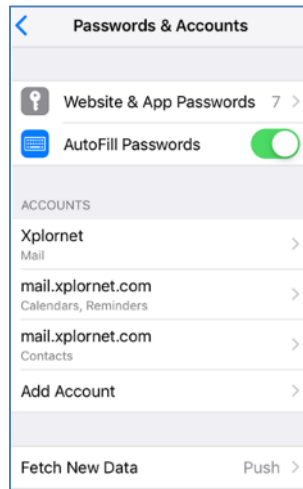 Passwords & Accounts
Website & App Passwords 7
AutoFill Passwords
ACCOUNTS
Xplornet
Mail
mail.xplornet.com
Calendars, Reminders
mail.xplornet.com
Contacts
Add Account
Fetch New Data Push